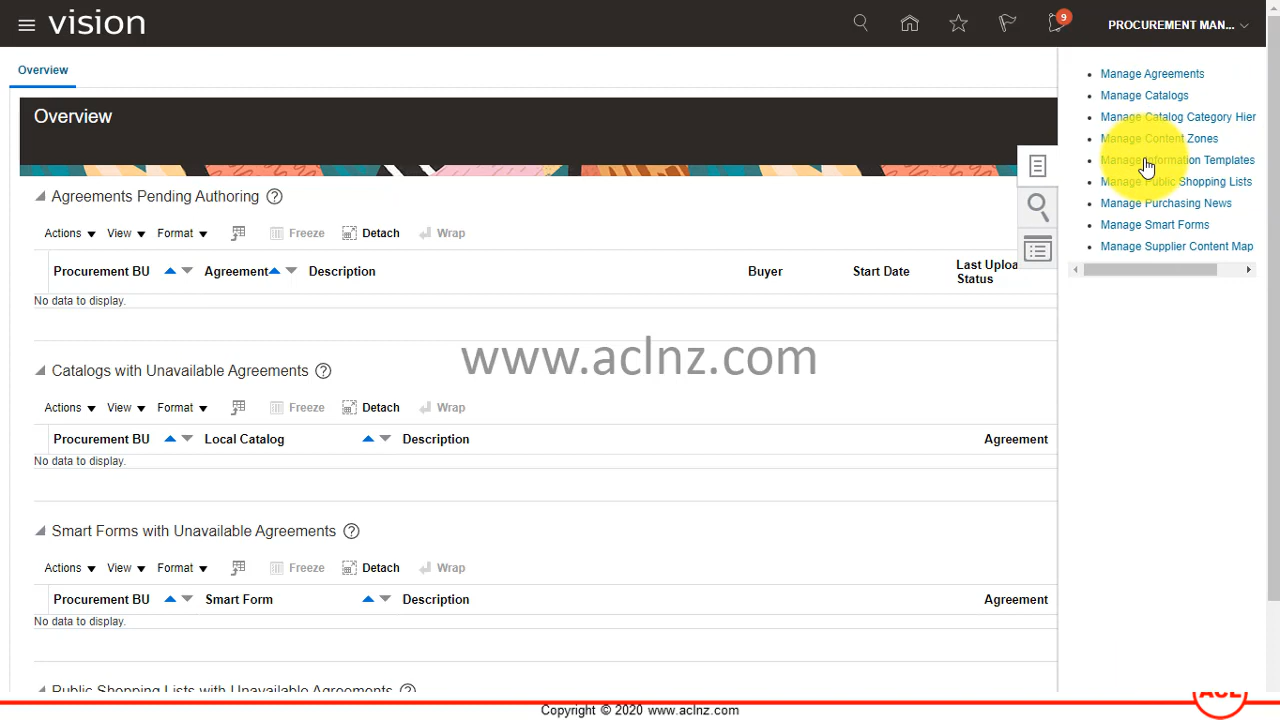 vision
9
PROCUREMENT MAN...
Overview
Manage Agreements
Manage Catalogs
Manage Catalog Category Hier
Manage Content Zones
Manage Information Templates
Manage Public Shopping Lists
Manage Purchasing News
Manage Smart Forms
Manage Supplier Content Map
Overview
Agreements Pending Authoring ?
Actions View Format Freeze Detach Wrap
Procurement BU Agreement Description Buyer Start Date Last Uploa
Status
No data to display.
www.aclnz.com
Catalogs with Unavailable Agreements ?
Actions View Format Freeze Detach Wrap
Procurement BU Local Catalog Description Agreement
No data to display.
Smart Forms with Unavailable Agreements ?
Actions View Format Freeze Detach Wrap
Procurement BU Smart Form Description Agreement
No data to display.
Public Shopping Lists with Unavailable Agreements ?
ACL
Copyright © 2020 www.aclnz.com